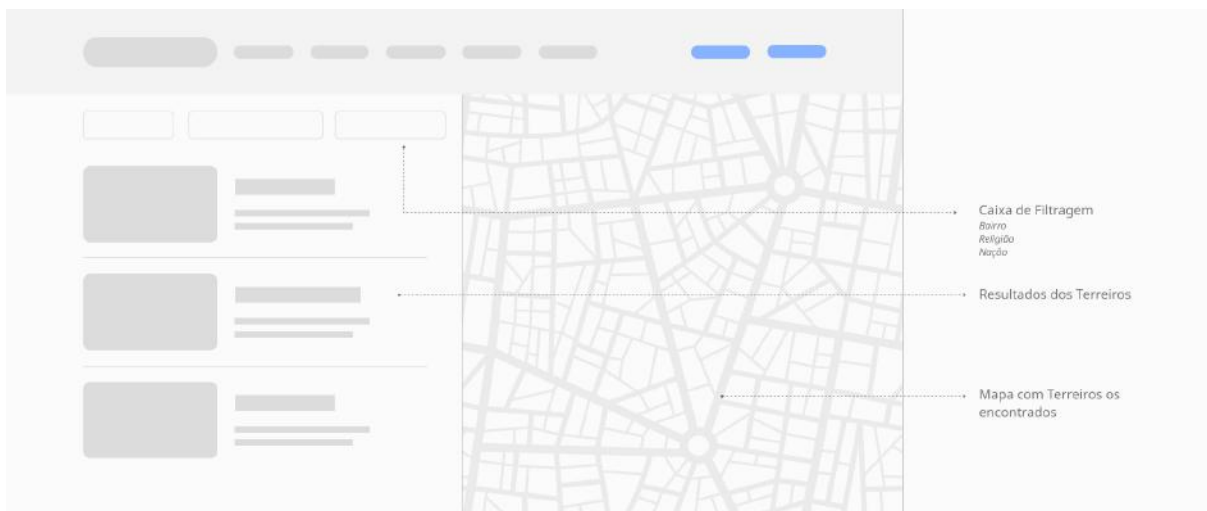 Caixa de Filtragem
Bairro
Religião
Nação
Resultados dos Terreiros
Mapa com Terreiros os
encontrados